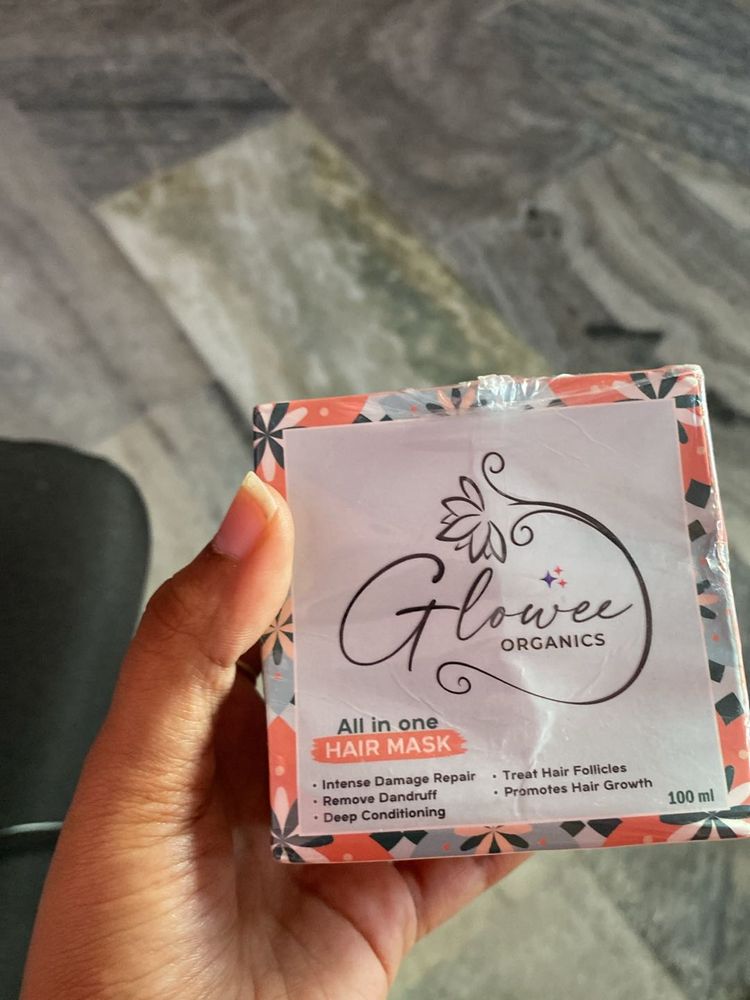 Glowee
ORGANICS
All in one
HAIR MASK
• Intense Damage Repair
• Remove Dandruff
• Deep Conditioning
• Treat Hair Follicles
• Promotes Hair Growth
100 ml